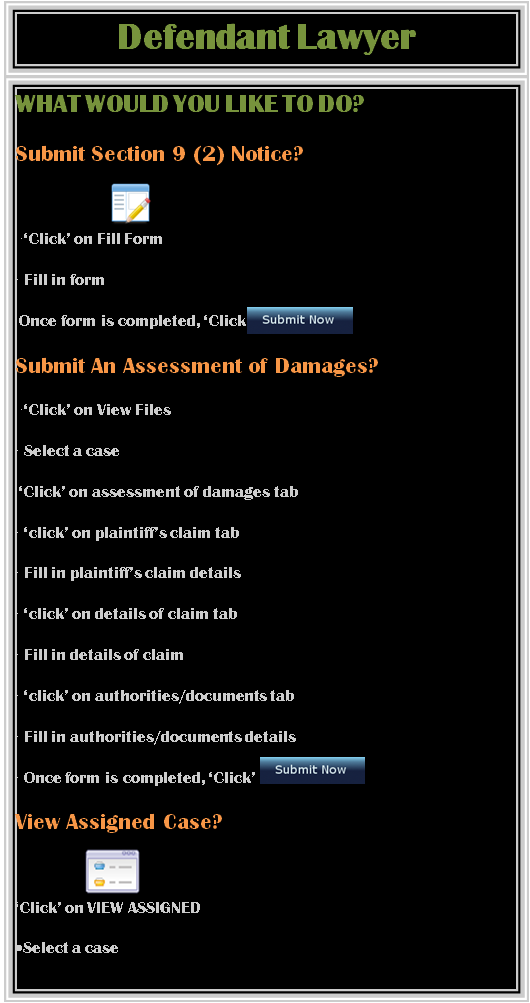 Defendant Lawyer
WHAT WOULD YOU LIKE TO DO?
Submit Section 9 (2) Notice?
·‘Click’ on Fill Form
· Fill in form
Once form is completed, ‘Click Submit Now
Submit An Assessment of Damages?
·‘Click’ on View Files
· Select a case
‘Click’ on assessment of damages tab
· ‘click’ on plaintiff’s claim tab
· Fill in plaintiff’s claim details
· ‘click’ on details of claim tab
· Fill in details of claim
· ‘click’ on authorities/documents tab
· Fill in authorities/documents details
· Once form is completed, ‘Click’ Submit Now
View Assigned Case?
‘Click’ on VIEW ASSIGNED
•Select a case